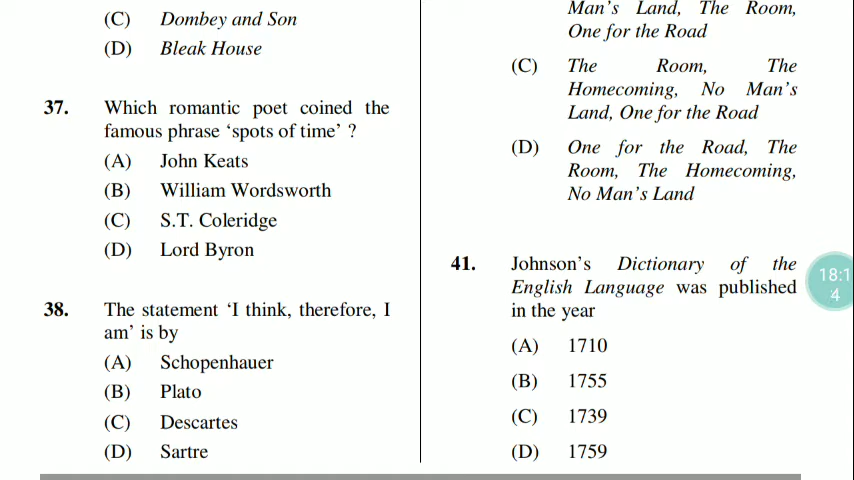 (C) Dombey and Son
(D) Bleak House
37. Which romantic poet coined the
famous phrase ‘spots of time’ ?
(A) John Keats
(B) William Wordsworth
(C) S.T. Coleridge
(D) Lord Byron
38. The statement ‘I think, therefore, I
am’ is by
(A) Schopenhauer
(B) Plato
(C) Descartes
(D) Sartre
Man’s Land, The Room,
One for the Road
(C) The Room, The
Homecoming, No Man’s
Land, One for the Road
(D) One for the Road, The
Room, The Homecoming,
No Man’s Land
41. Johnson’s Dictionary of the
English Language was published
in the year
(A) 1710
(B) 1755
(C) 1739
(D) 1759
18:1
4